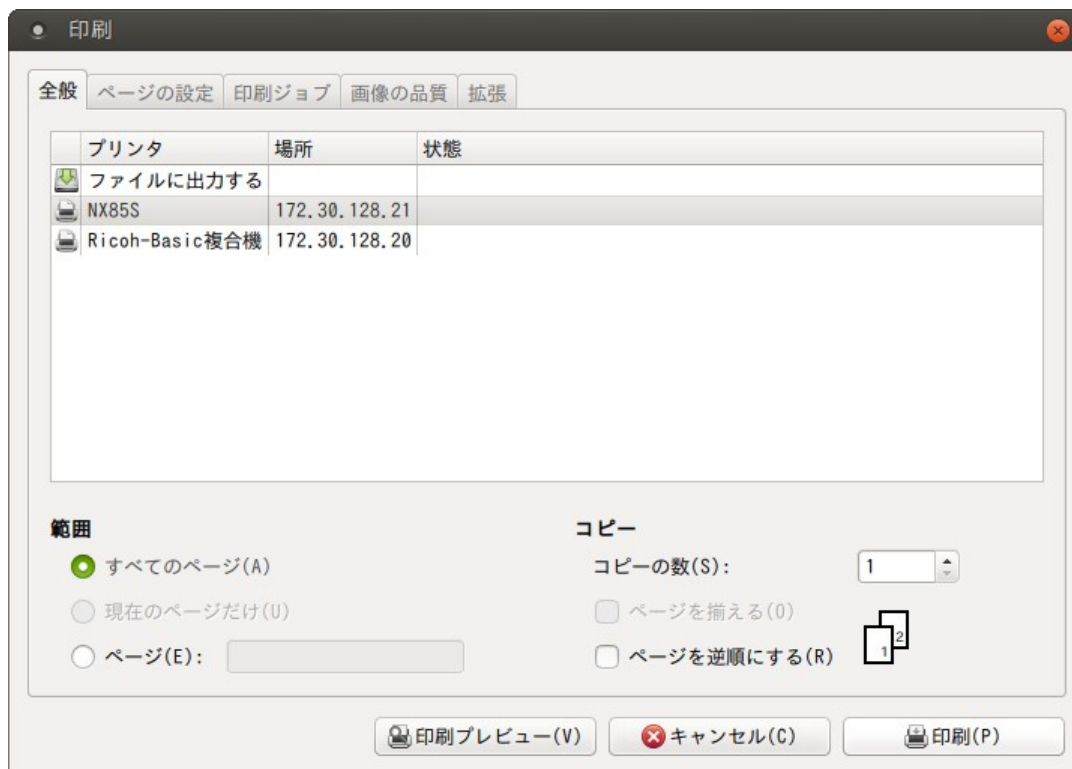 印刷
全般 ページの設定 印刷ジョブ 画像の品質 拡張
プリンタ 場所 状態
ファイルに出力する
NX85S 172.30.128.21
Ricoh-Basic複合機 172.30.128.20
範囲 コピー
すべてのページ(A) コピーの数(S): 1
現在のページだけ(U) ページを揃える(O)
ページ(E): ページを逆順にする(R) 1 2
印刷プレビュー(V) キャンセル(C) 印刷(P)